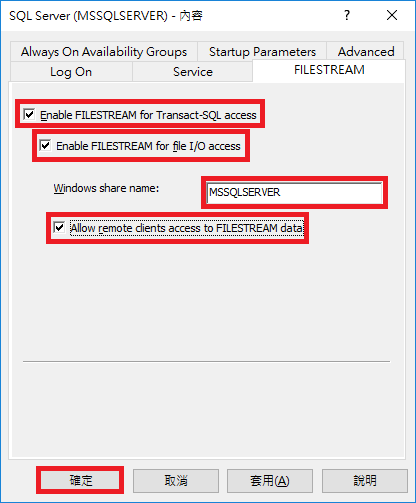 SQL Server (MSSQLSERVER) - 內容
?
Always On Availability Groups Startup Parameters Advanced
Log On Service FILESTREAM
Enable FILESTREAM for Transact-SQL access
Enable FILESTREAM for file I/O access
Windows share name: MSSQLSERVER
Allow remote clients access to FILESTREAM data
確定 取消 套用(A) 說明